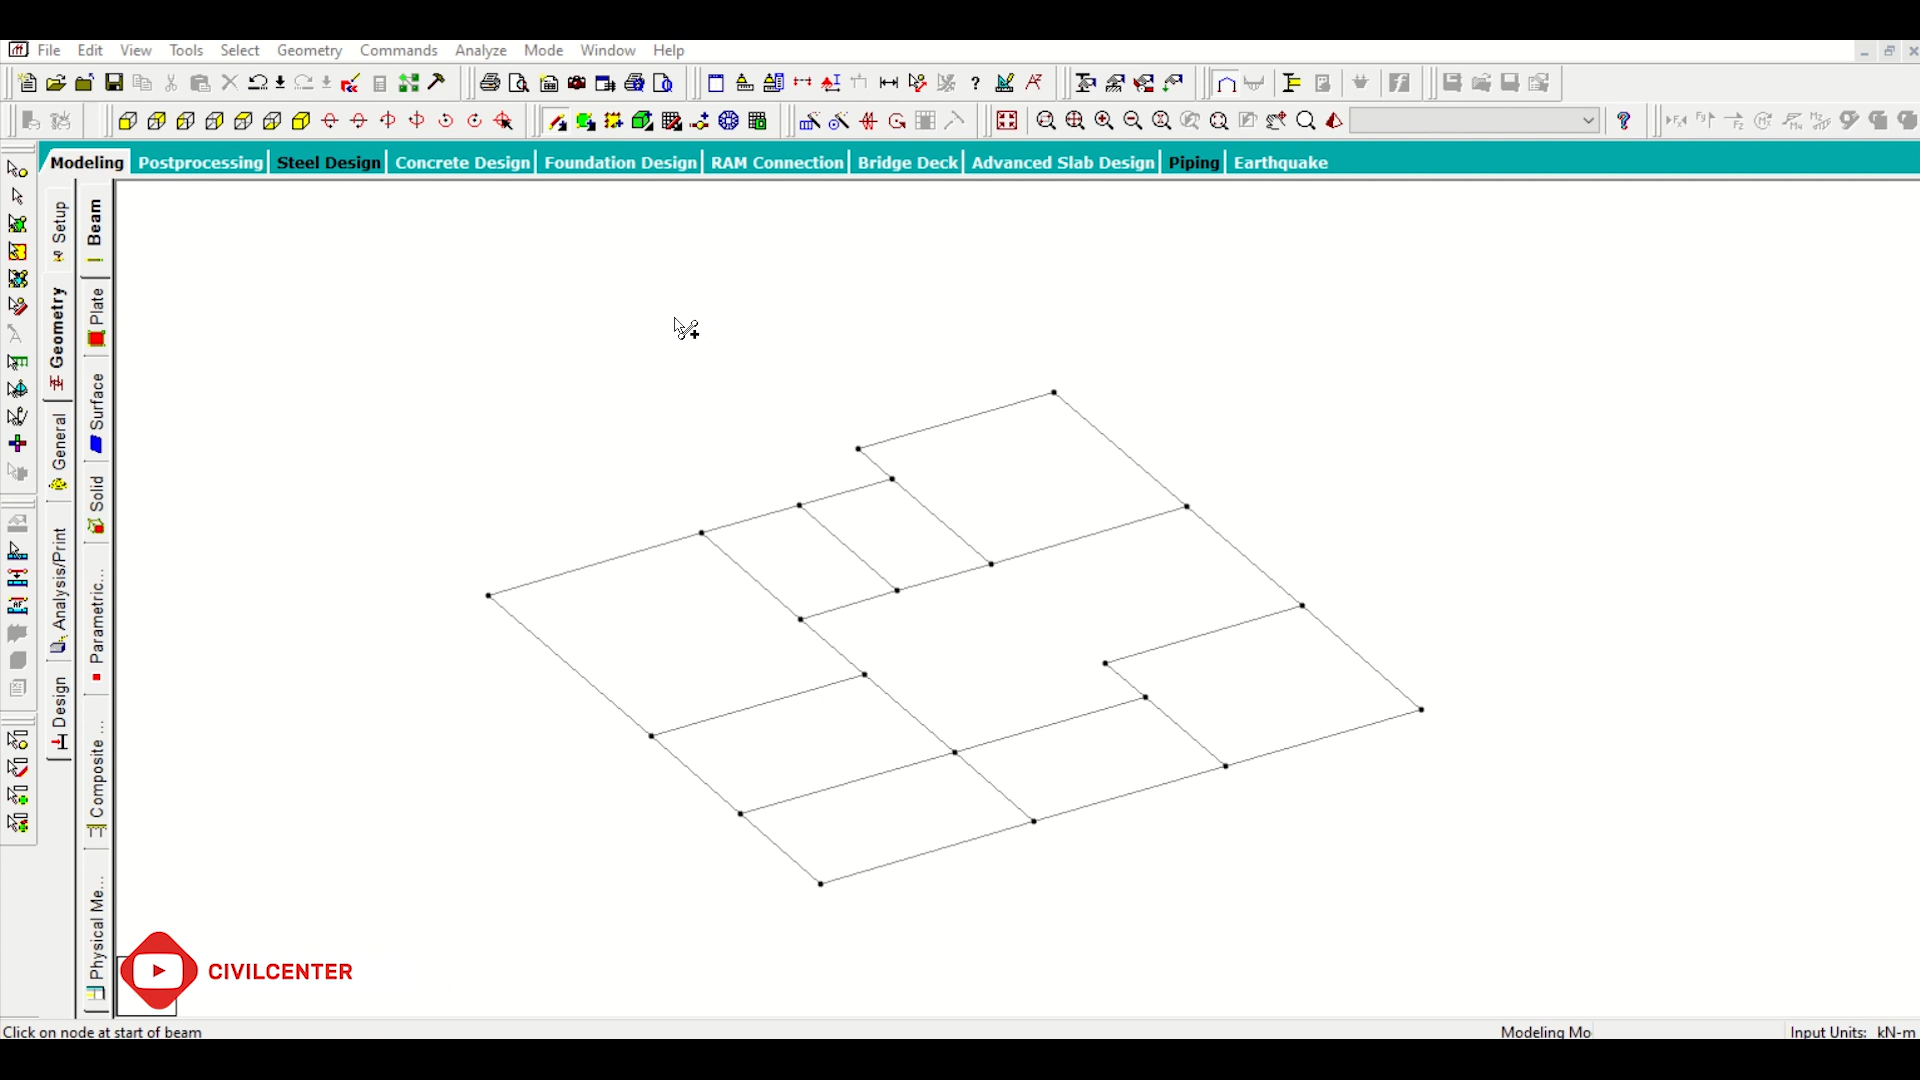 File Edit View Tools Select Geometry Commands Analyze Mode Window Help
Modeling Postprocessing Steel Design Concrete Design Foundation Design RAM Connection Bridge Deck Advanced Slab Design Piping Earthquake
Setup
Geometry
General
Analysis/Print
Design
Beam
Plate
Surface
Solid
Parametric...
Composite ...
Physical Me...
CIVILCENTER
Click on node at start of beam
Modeling Mo
Input Units: kN-m